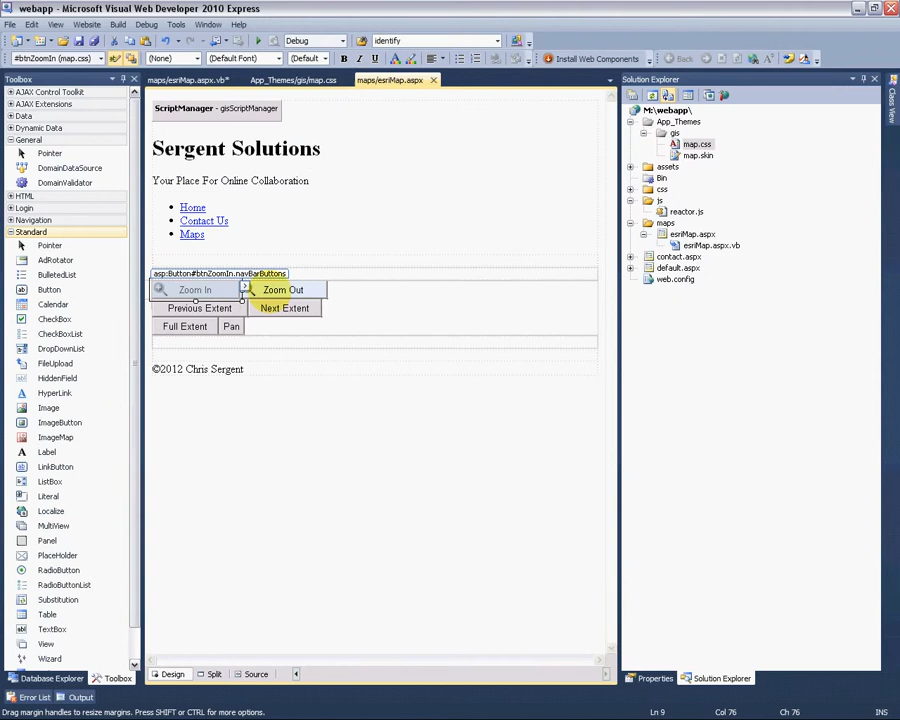 webapp - Microsoft Visual Web Developer 2010 Express
File Edit View Website Build Debug Tools Window Help
Debug identify
#btnZoomIn (map.css) (None) (Default Font) (Default Install Web Components Back
Toolbox
maps/esriMap.aspx.vb* App_Themes/gis/map.css maps/esriMap.aspx
Solution Explorer
Class View
AJAX Control Toolkit
AJAX Extensions
Data
Dynamic Data
General
Pointer
DomainDataSource
DomainValidator
HTML
Login
Navigation
Standard
Pointer
AdRotator
BulletedList
Button
Calendar
CheckBox
CheckBoxList
DropDownList
FileUpload
HiddenField
HyperLink
Image
ImageButton
ImageMap
Label
LinkButton
ListBox
Literal
Localize
MultiView
Panel
PlaceHolder
RadioButton
RadioButtonList
Substitution
Table
TextBox
View
Wizard
Database Explorer Toolbox
ScriptManager - gisScriptManager
Sergent Solutions
Your Place For Online Collaboration
Home
Contact Us
Maps
asp:Button#btnZoomIn.navBarButtons
Zoom In Zoom Out
Previous Extent Next Extent
Full Extent Pan
©2012 Chris Sergent
Design Split Source
M:\webapp\
App_Themes
gis
map.css
map.skin
assets
Bin
css
js
reactor.js
maps
esriMap.aspx
esriMap.aspx.vb
contact.aspx
default.aspx
web.config
Properties Solution Explorer
Error List Output
Drag margin handles to resize margins. Press SHIFT or CTRL for more options.
Ln 9 Col 76 Ch 76 INS